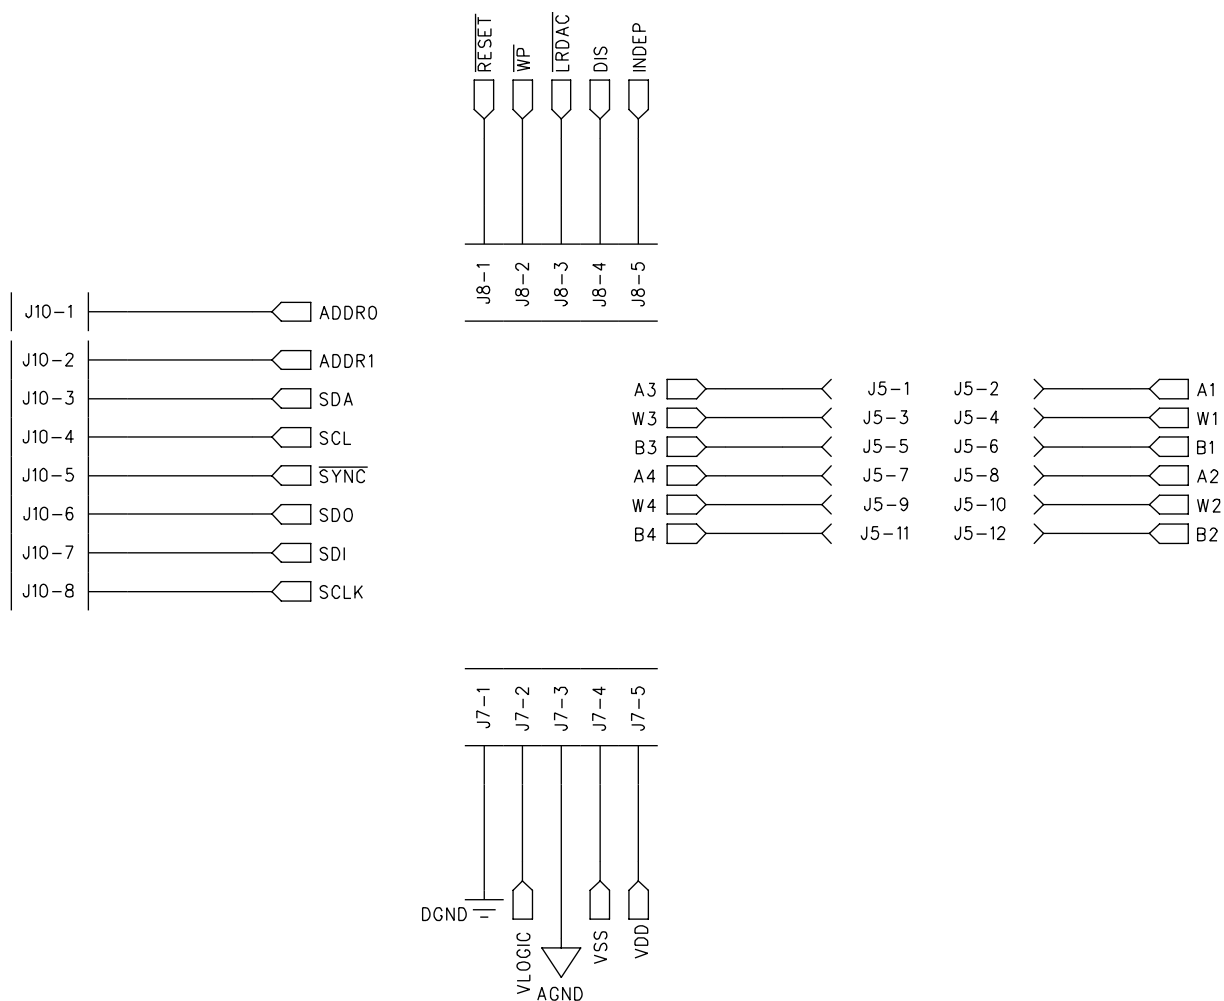 RESET WP LRDAC DIS INDEP
J8-1 J8-2 J8-3 J8-4 J8-5
J10-1 ADDR0
J10-2 ADDR1
J10-3 SDA
J10-4 SCL
J10-5 SYNC
J10-6 SDO
J10-7 SDI
J10-8 SCLK
A3 J5-1 J5-2 A1
W3 J5-3 J5-4 W1
B3 J5-5 J5-6 B1
A4 J5-7 J5-8 A2
W4 J5-9 J5-10 W2
B4 J5-11 J5-12 B2
J7-1 J7-2 J7-3 J7-4 J7-5
DGND VLOGIC AGND VSS VDD